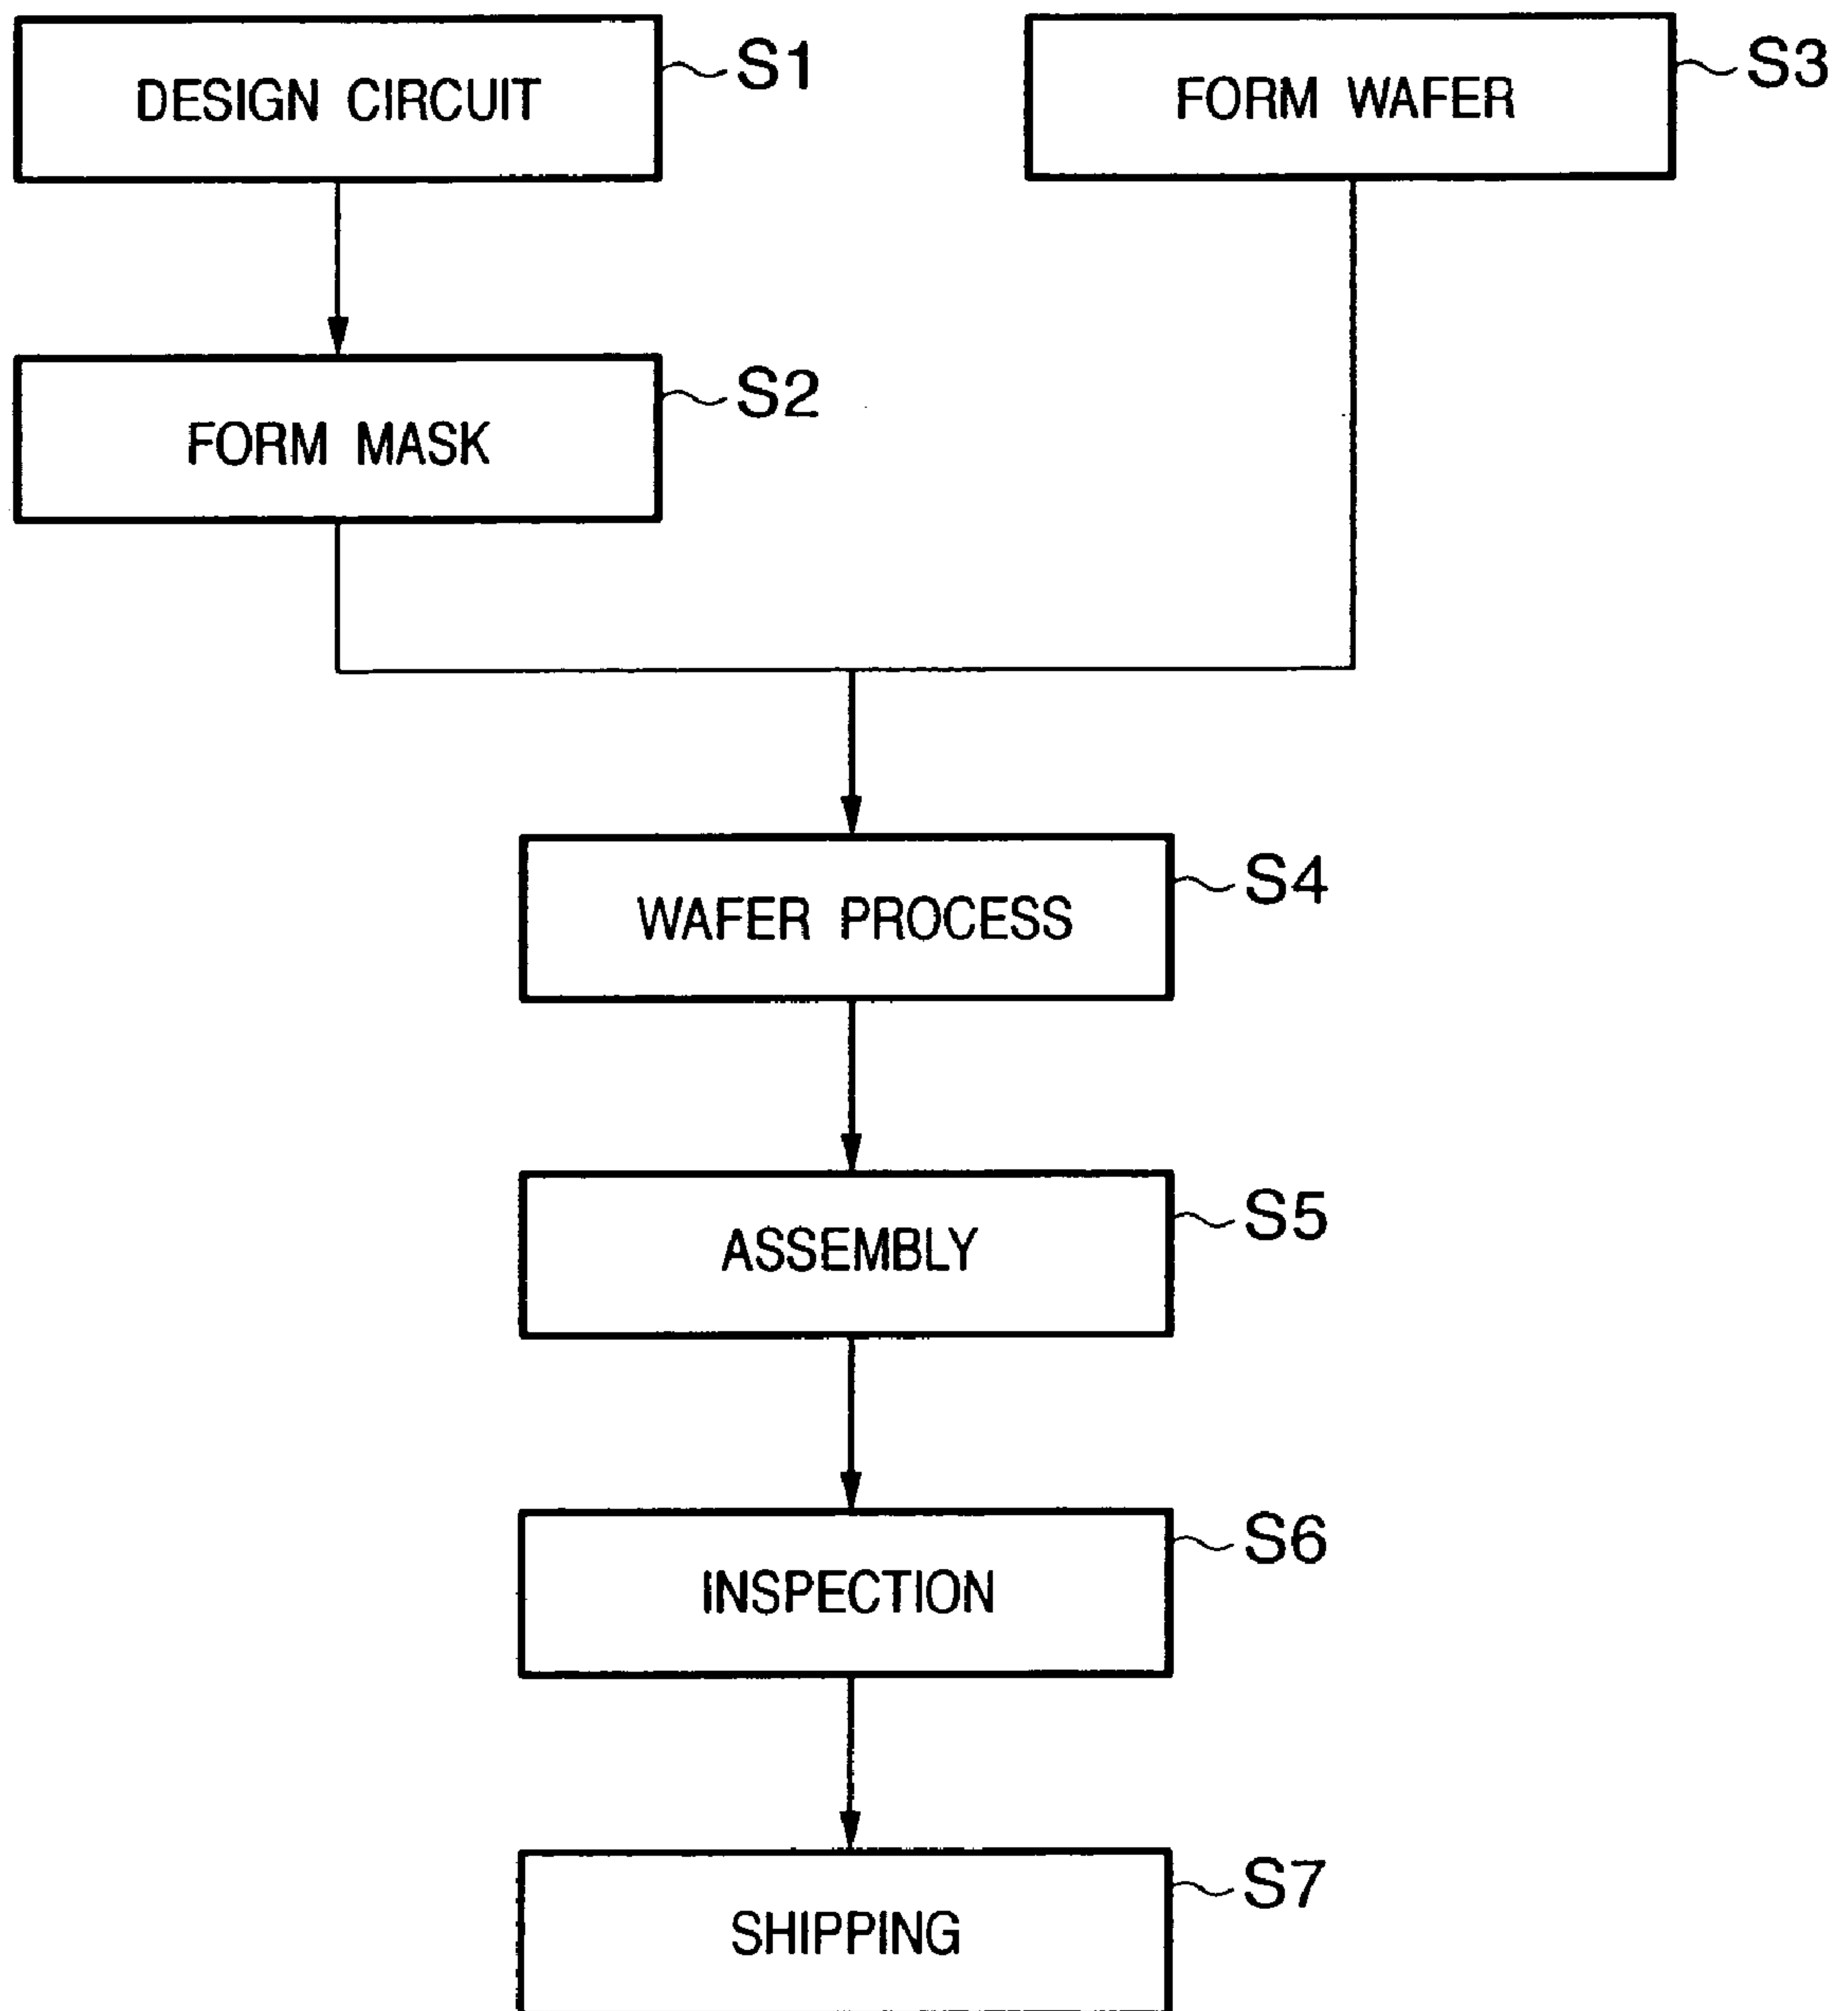 DESIGN CIRCUIT
S1
FORM WAFER
S3
FORM MASK
S2
WAFER PROCESS
S4
ASSEMBLY
S5
INSPECTION
S6
SHIPPING
S7